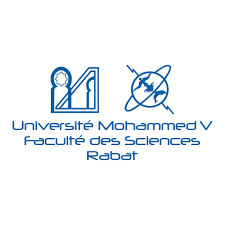 Université Mohammed V
Faculté des Sciences
Rabat